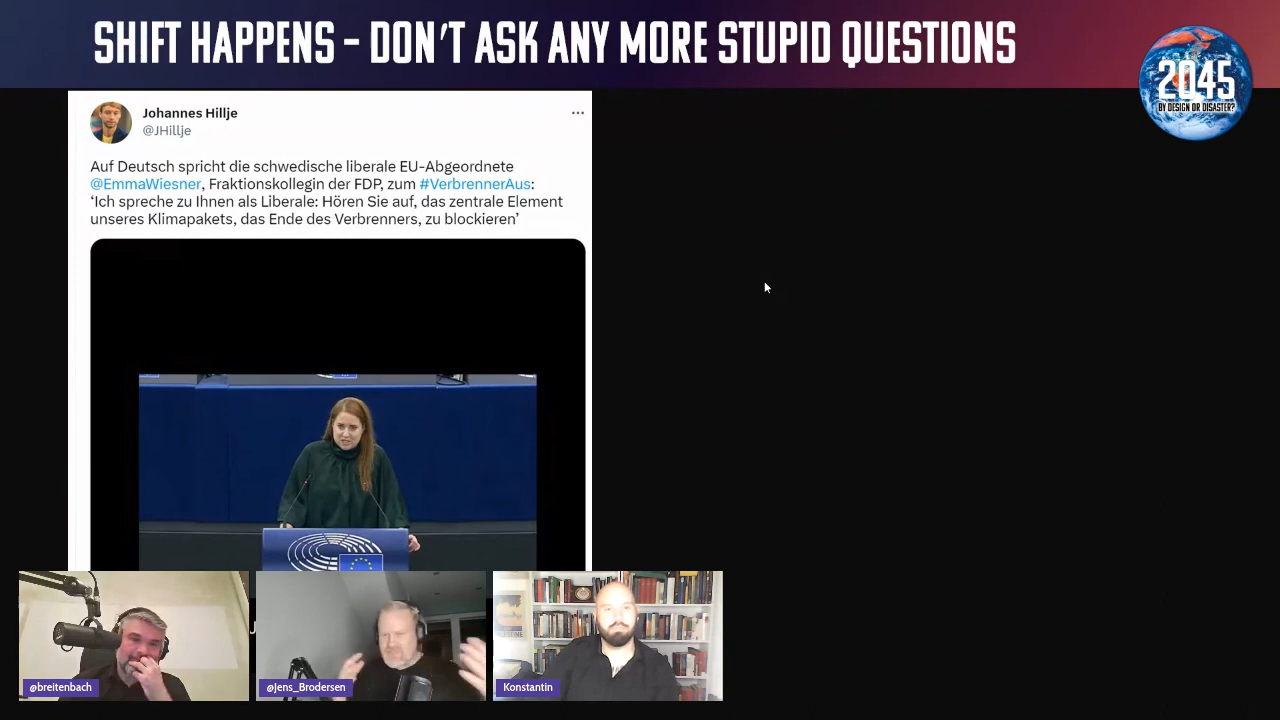 SHIFT HAPPENS - DON'T ASK ANY MORE STUPID QUESTIONS
2045
BY DESIGN OR DISASTER?
Johannes Hillje
@JHillje
Auf Deutsch spricht die schwedische liberale EU-Abgeordnete
@EmmaWiesner, Fraktionskollegin der FDP, zum #VerbrennerAus:
‘Ich spreche zu Ihnen als Liberale: Hören Sie auf, das zentrale Element
unseres Klimapakets, das Ende des Verbrenners, zu blockieren’
@breitenbach
@Jens_Brodersen
Konstantin